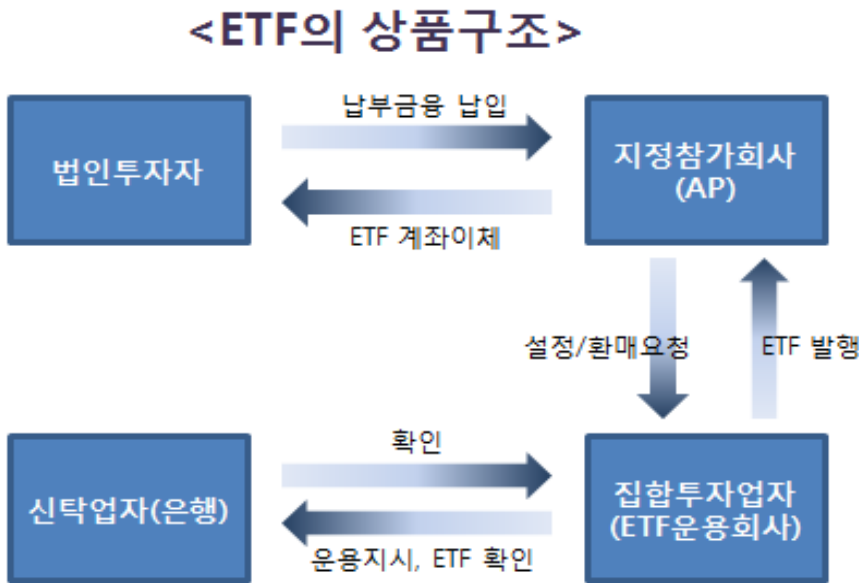 <ETF의 상품구조>
법인투자자
납부금융 납입
ETF 계좌이체
지정참가회사
(AP)
설정/환매요청
ETF 발행
신탁업자(은행)
확인
운용지시, ETF 확인
집합투자업자
(ETF운용회사)